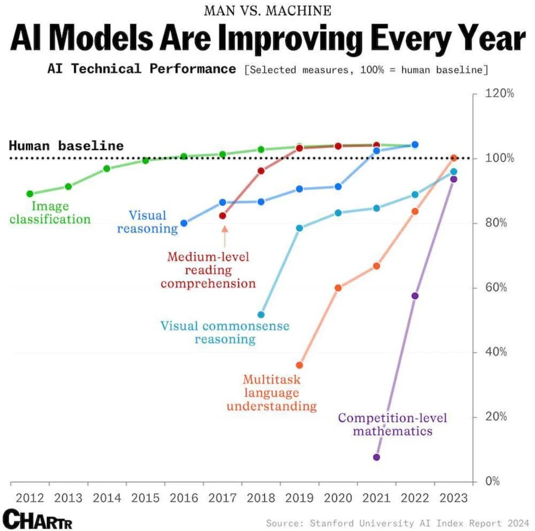 MAN VS. MACHINE
AI Models Are Improving Every Year
AI Technical Performance [Selected measures, 100% = human baseline]
120%
Human baseline
100%
Image
classification
Visual
reasoning
80%
Medium-level
reading
comprehension
60%
Visual commonsense
reasoning
40%
Multitask
language
understanding
Competition-level
mathematics
20%
0%
2012 2013 2014 2015 2016 2017 2018 2019 2020 2021 2022 2023
CHARTR
Source: Stanford University AI Index Report 2024